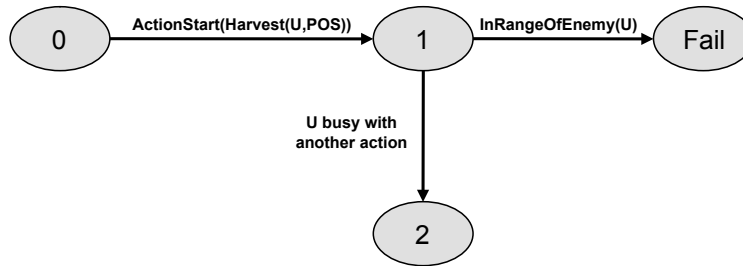 0
ActionStart(Harvest(U,POS))
1
InRangeOfEnemy(U)
Fail
U busy with
another action
2